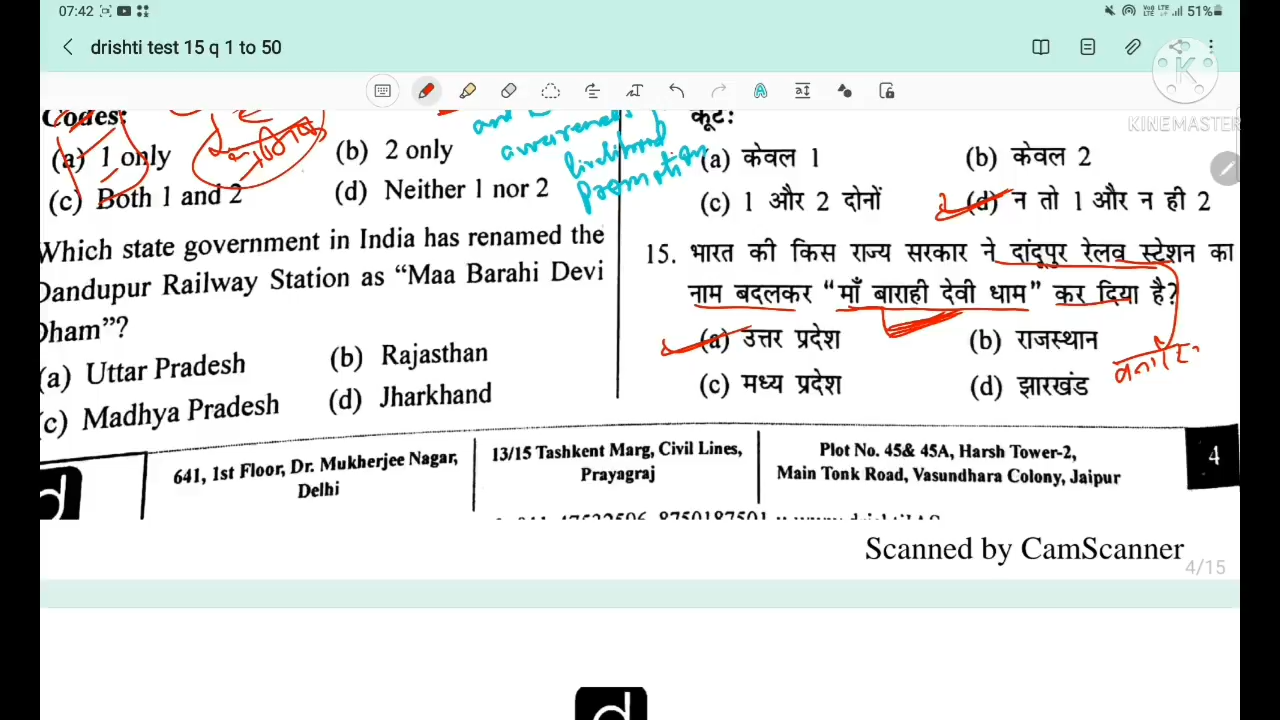 07:42
51%
drishti test 15 q 1 to 50
KINEMASTER
Codes:
(a) 1 only
(b) 2 only
(c) Both 1 and 2
(d) Neither 1 nor 2
and
awareness
livelihood
promotion
Which state government in India has renamed the
Dandupur Railway Station as “Maa Barahi Devi
Dham”?
(a) Uttar Pradesh
(b) Rajasthan
(c) Madhya Pradesh
(d) Jharkhand
कूट:
(a) केवल 1
(b) केवल 2
(c) 1 और 2 दोनों
(d) न तो 1 और न ही 2
15. भारत की किस राज्य सरकार ने दांदूपुर रेलव स्टेशन का
नाम बदलकर “माँ बाराही देवी धाम” कर दिया है?
(a) उत्तर प्रदेश
(b) राजस्थान
(c) मध्य प्रदेश
(d) झारखंड
641, 1st Floor, Dr. Mukherjee Nagar,
Delhi
13/15 Tashkent Marg, Civil Lines,
Prayagraj
Plot No. 45& 45A, Harsh Tower-2,
Main Tonk Road, Vasundhara Colony, Jaipur
4
Scanned by CamScanner
4/15